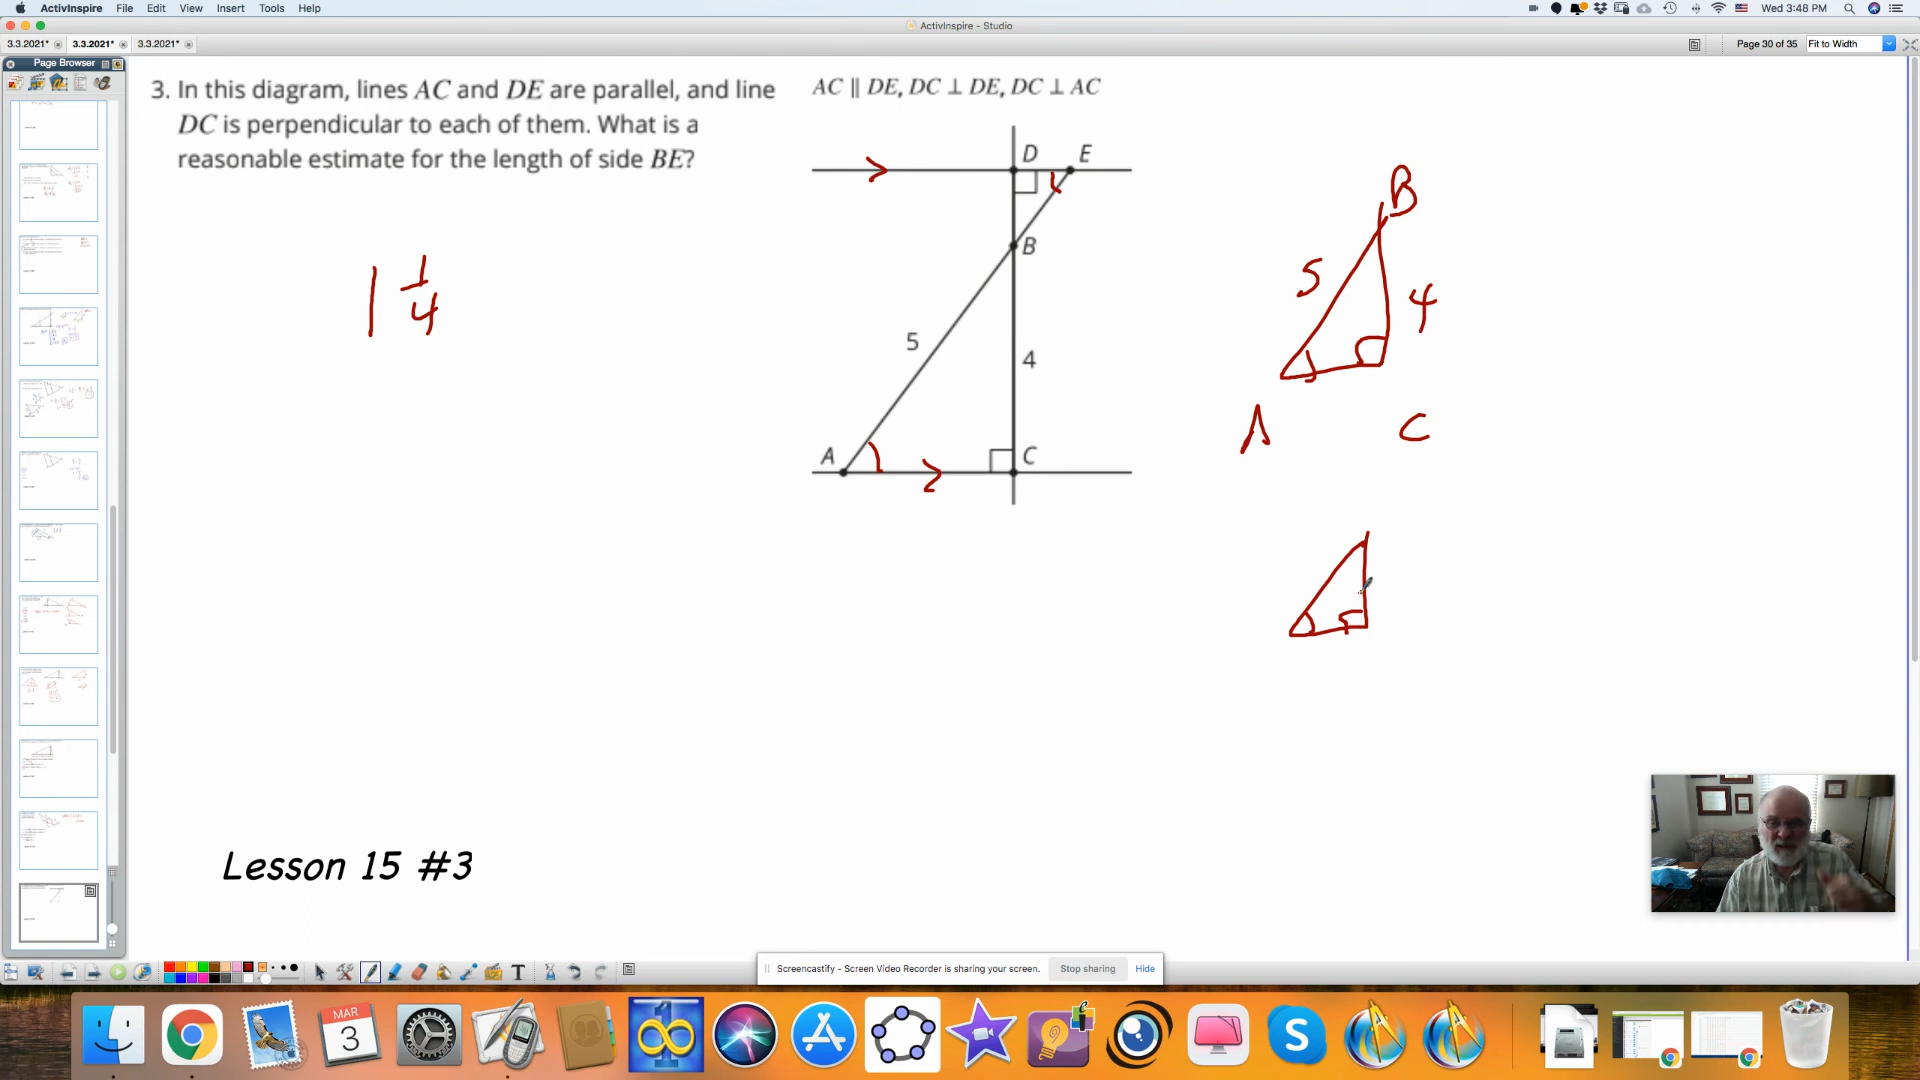 ActivInspire File Edit View Insert Tools Help
Wed 3:48 PM
ActivInspire - Studio
3.3.2021* 3.3.2021* 3.3.2021*
Page 30 of 35 Fit to Width
Page Browser
3. In this diagram, lines AC and DE are parallel, and line
DC is perpendicular to each of them. What is a
reasonable estimate for the length of side BE?
AC ∥ DE, DC ⊥ DE, DC ⊥ AC
D E
B
5
4
A C
1 1/4
B
5
4
A C
Lesson 15 #3
Screencastify - Screen Video Recorder is sharing your screen. Stop sharing Hide
MAR
3